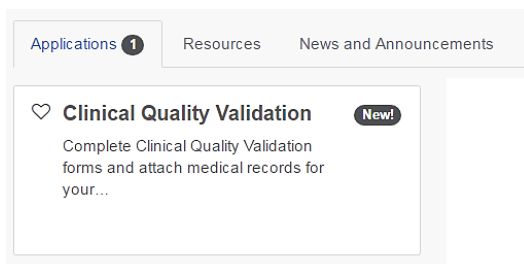 Applications 1 Resources News and Announcements
Clinical Quality Validation New!
Complete Clinical Quality Validation
forms and attach medical records for
your...